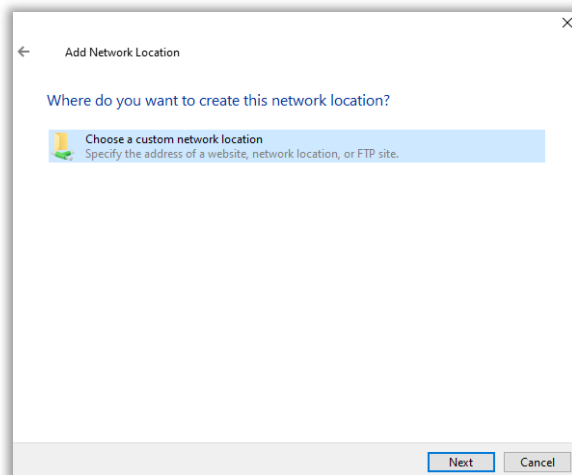 Add Network Location
Where do you want to create this network location?
Choose a custom network location
Specify the address of a website, network location, or FTP site.
Next Cancel